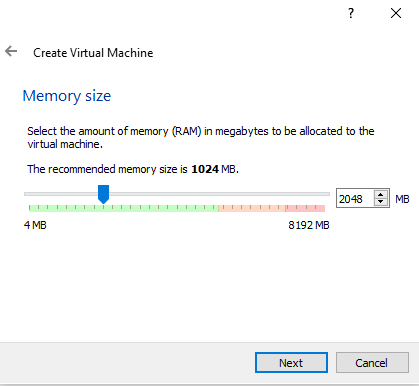 ?
Create Virtual Machine
Memory size
Select the amount of memory (RAM) in megabytes to be allocated to the
virtual machine.
The recommended memory size is 1024 MB.
2048 MB
4 MB 8192 MB
Next Cancel